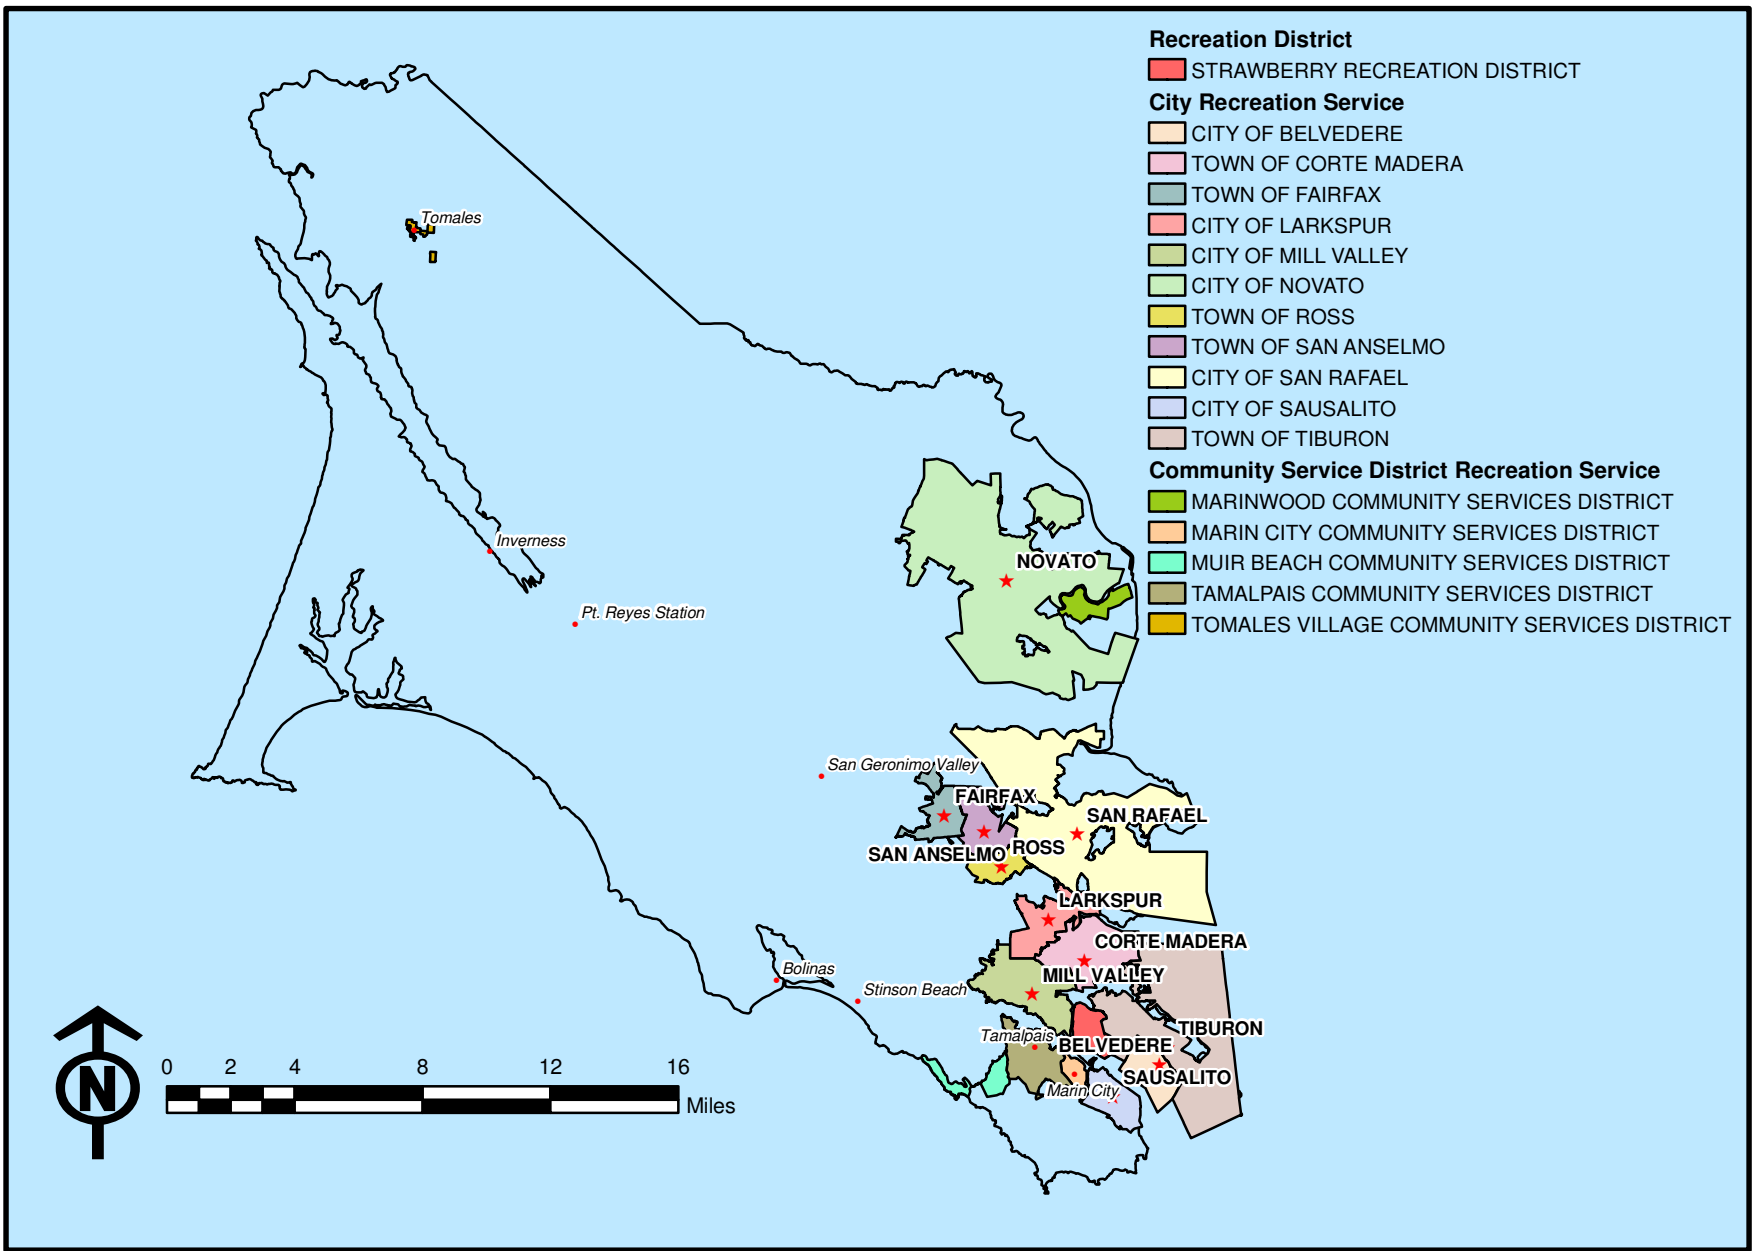 Recreation District
STRAWBERRY RECREATION DISTRICT
City Recreation Service
CITY OF BELVEDERE
TOWN OF CORTE MADERA
TOWN OF FAIRFAX
CITY OF LARKSPUR
CITY OF MILL VALLEY
CITY OF NOVATO
TOWN OF ROSS
TOWN OF SAN ANSELMO
CITY OF SAN RAFAEL
CITY OF SAUSALITO
TOWN OF TIBURON
Community Service District Recreation Service
MARINWOOD COMMUNITY SERVICES DISTRICT
MARIN CITY COMMUNITY SERVICES DISTRICT
MUIR BEACH COMMUNITY SERVICES DISTRICT
TAMALPAIS COMMUNITY SERVICES DISTRICT
TOMALES VILLAGE COMMUNITY SERVICES DISTRICT
Tomales
Inverness
NOVATO
Pt. Reyes Station
San Geronimo Valley
FAIRFAX
SAN RAFAEL
SAN ANSELMO
ROSS
LARKSPUR
CORTE MADERA
Bolinas
MILL VALLEY
Stinson Beach
TIBURON
Tamalpais
BELVEDERE
SAUSALITO
Marin City
N
0 2 4 8 12 16
Miles